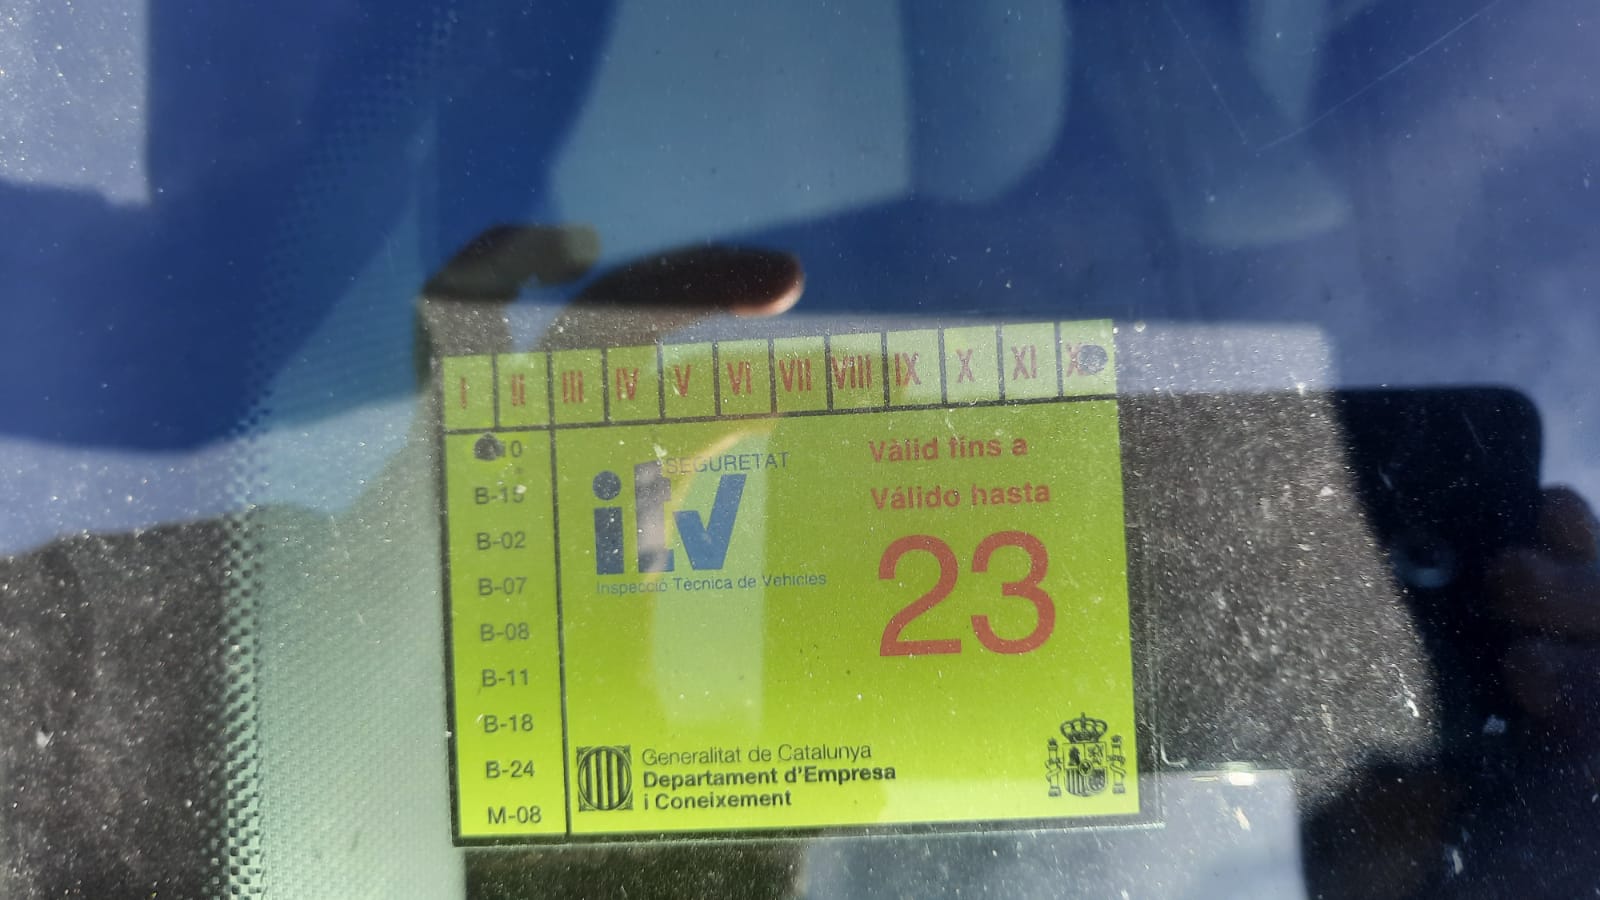 I II III IV V VI VII VIII IX X XI
B-15
B-02
B-07
B-08
B-11
B-18
B-24
M-08
SEGURETAT
itv
Inspecció Tècnica de Vehicles
Vàlid fins a
Válido hasta
23
Generalitat de Catalunya
Departament d'Empresa
i Coneixement